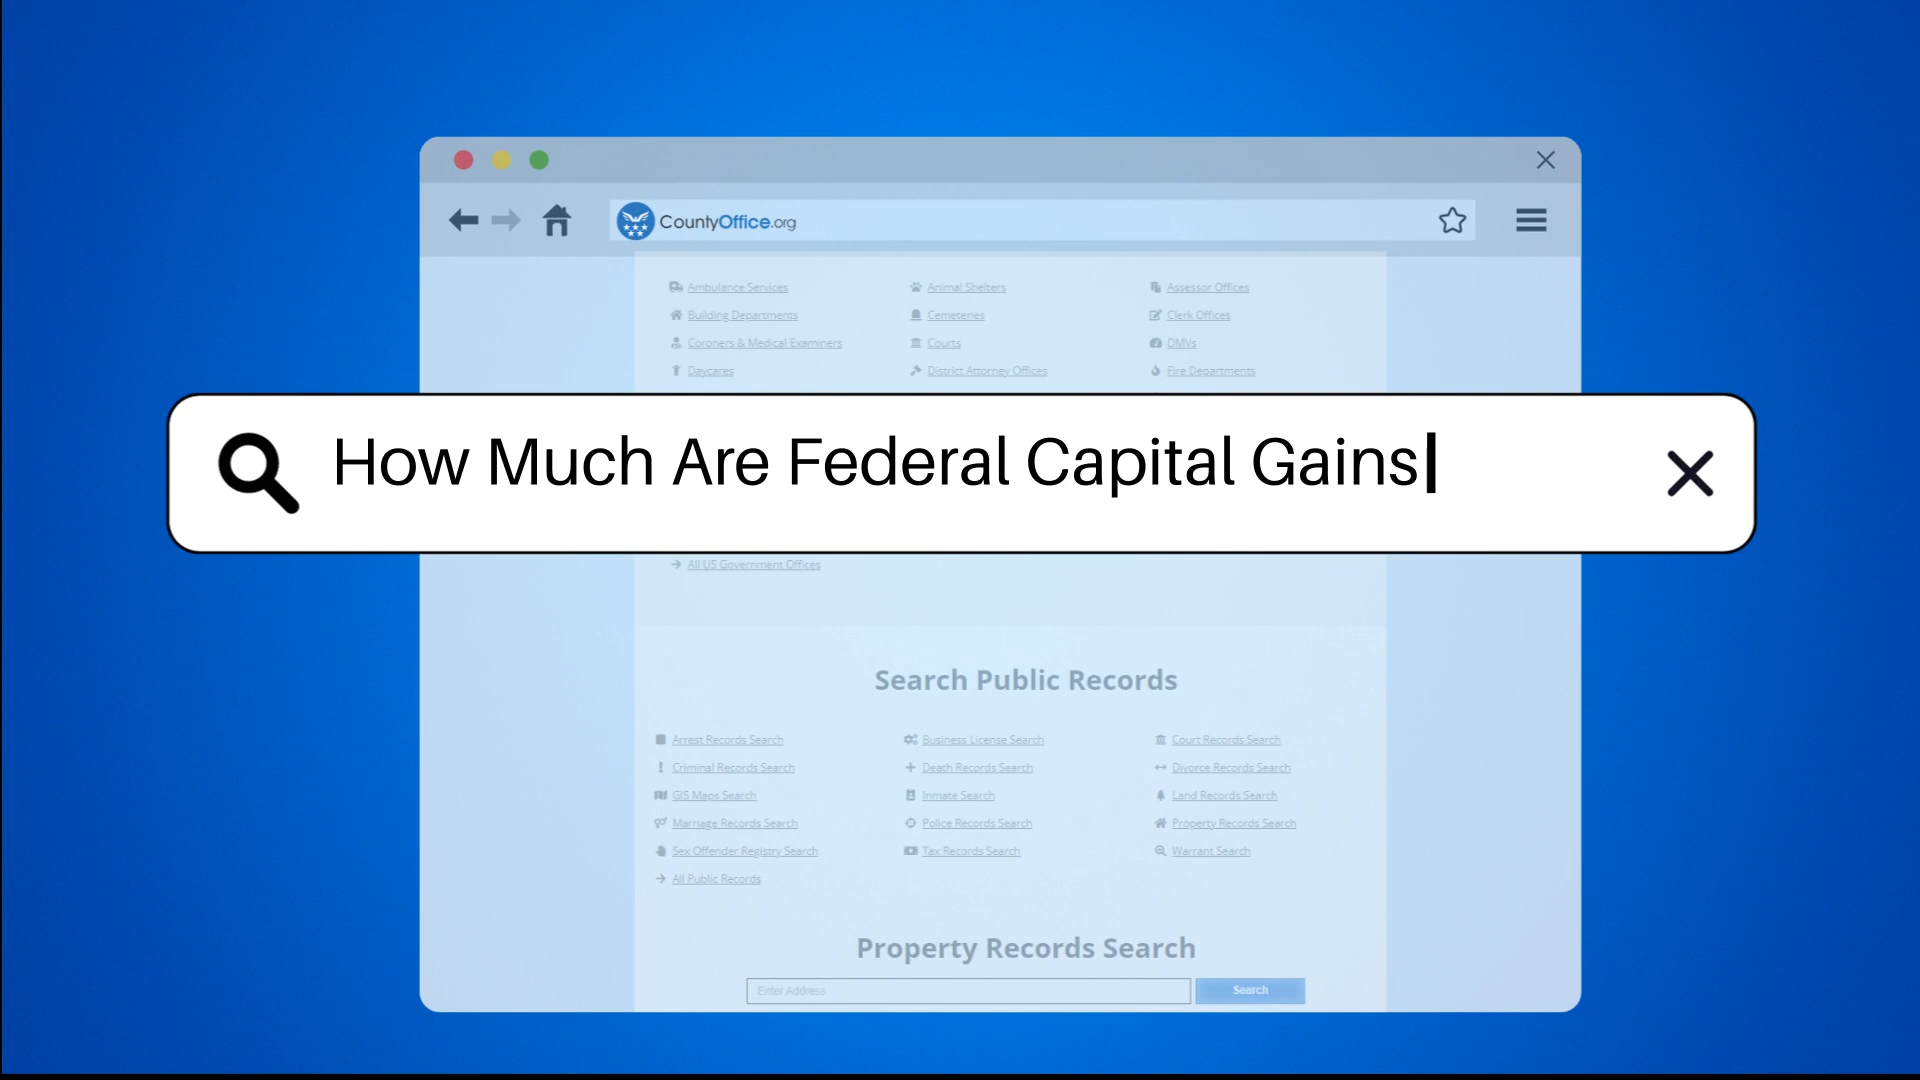 CountyOffice.org
Ambulance Services Animal Shelters Assessor Offices
Building Departments Cemeteries Clerk Offices
Coroners & Medical Examiners Courts DMVs
Daycares District Attorney Offices Fire Departments
How Much Are Federal Capital Gains
All US Government Offices
Search Public Records
Arrest Records Search Business License Search Court Records Search
Criminal Records Search Death Records Search Divorce Records Search
GIS Maps Search Inmate Search Land Records Search
Marriage Records Search Police Records Search Property Records Search
Sex Offender Registry Search Tax Records Search Warrant Search
All Public Records
Property Records Search
Enter Address Search